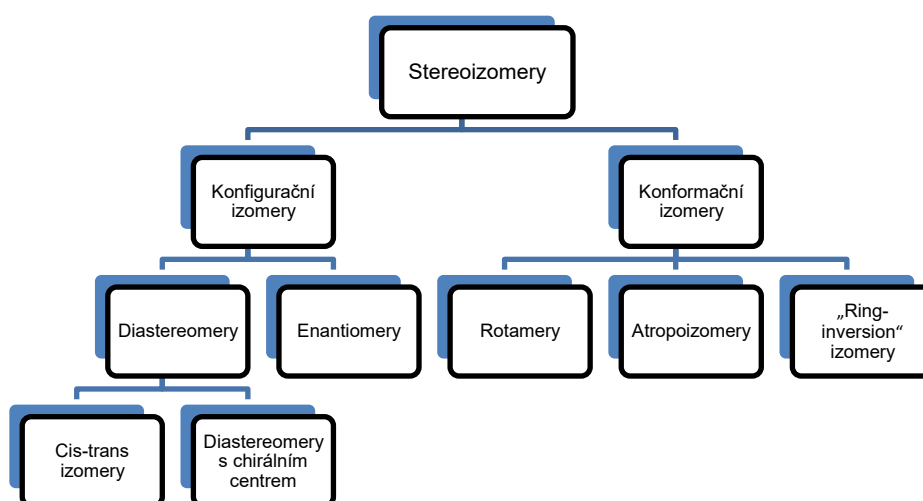 Stereoizomery
Konfigurační
izomery
Konformační
izomery
Diastereomery
Enantiomery
Rotamery
Atropoizomery
„Ring-
inversion“
izomery
Cis-trans
izomery
Diastereomery
s chirálním
centrem